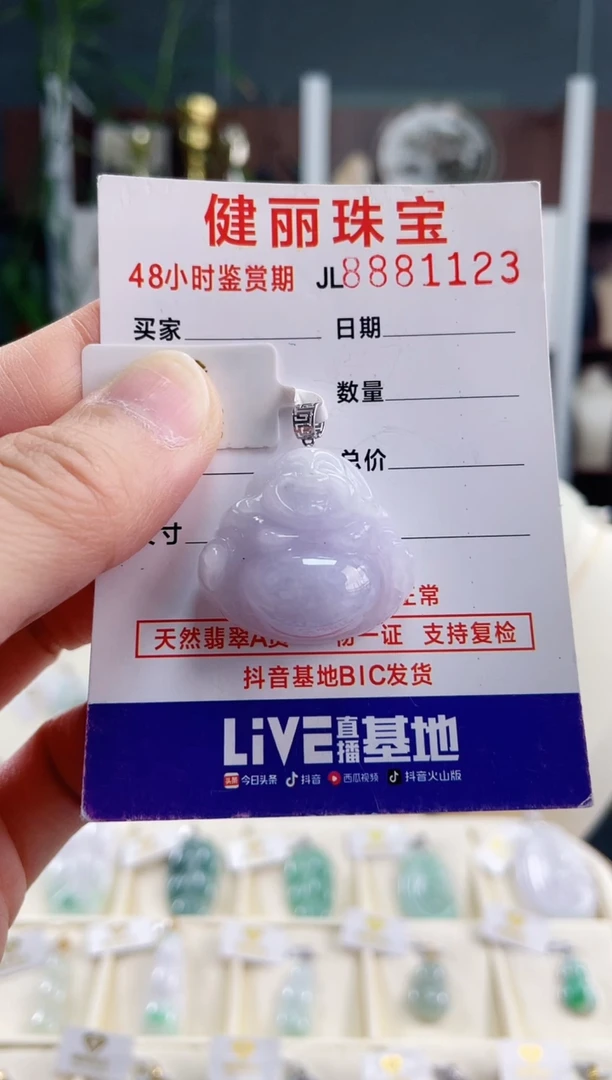 健丽珠宝
48小时鉴赏期 JL8881123
买家 日期
数量
总价
寸
常
天然翡翠A货 一证 支持复检
抖音基地BIC发货
LiVE直播基地
头条 今日头条 抖音 西瓜视频 抖音火山版